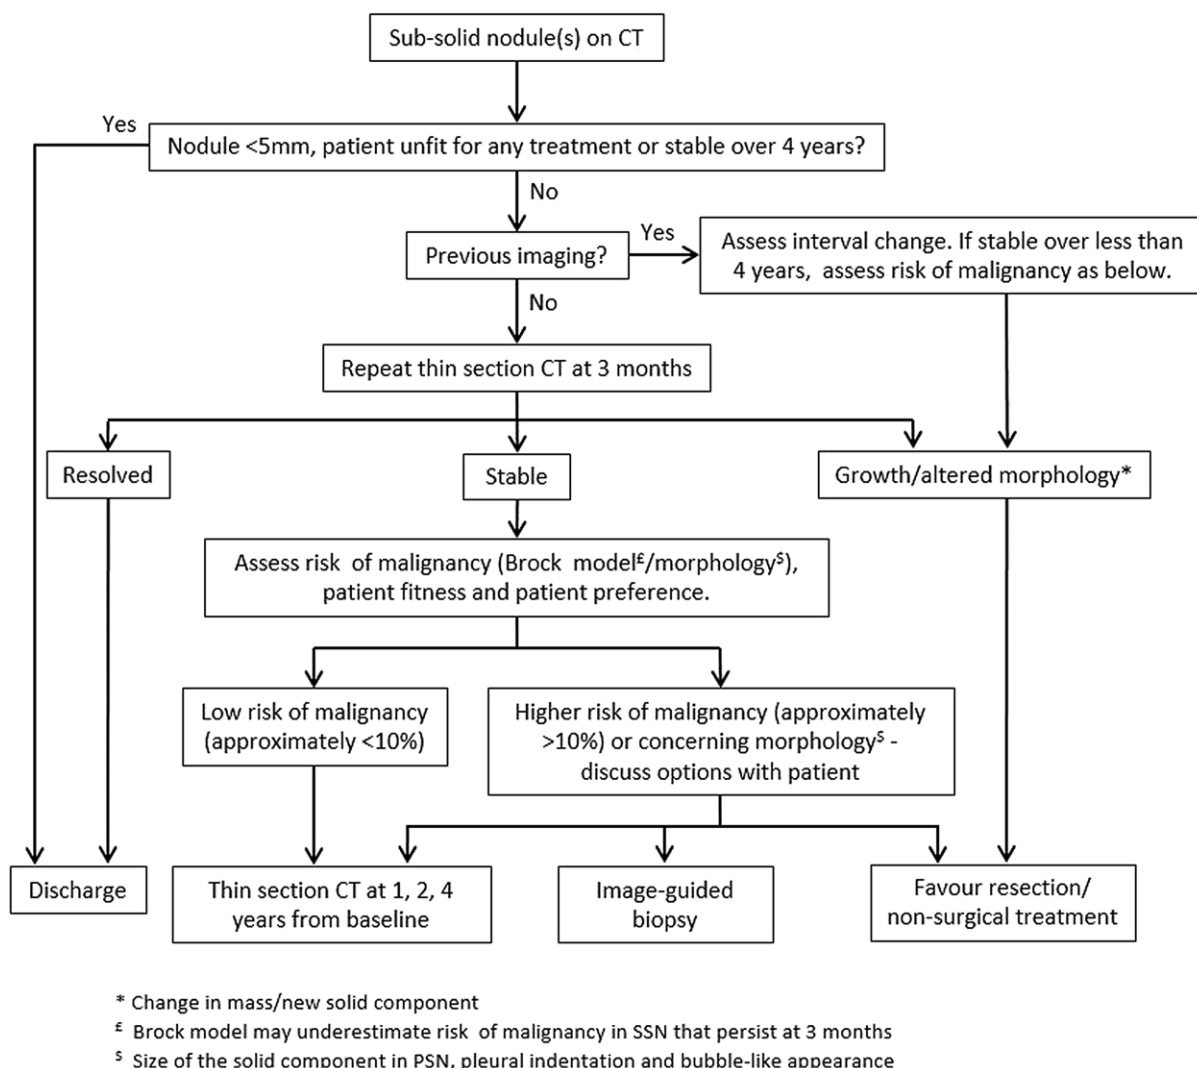 Sub-solid nodule(s) on CT
Yes
Nodule <5mm, patient unfit for any treatment or stable over 4 years?
No
Previous imaging?
Yes
Assess interval change. If stable over less than
4 years, assess risk of malignancy as below.
No
Repeat thin section CT at 3 months
Resolved
Stable
Growth/altered morphology*
Assess risk of malignancy (Brock model£/morphology$),
patient fitness and patient preference.
Low risk of malignancy
(approximately <10%)
Higher risk of malignancy (approximately
>10%) or concerning morphology$ -
discuss options with patient
Discharge
Thin section CT at 1, 2, 4
years from baseline
Image-guided
biopsy
Favour resection/
non-surgical treatment
* Change in mass/new solid component
£ Brock model may underestimate risk of malignancy in SSN that persist at 3 months
$ Size of the solid component in PSN, pleural indentation and bubble-like appearance